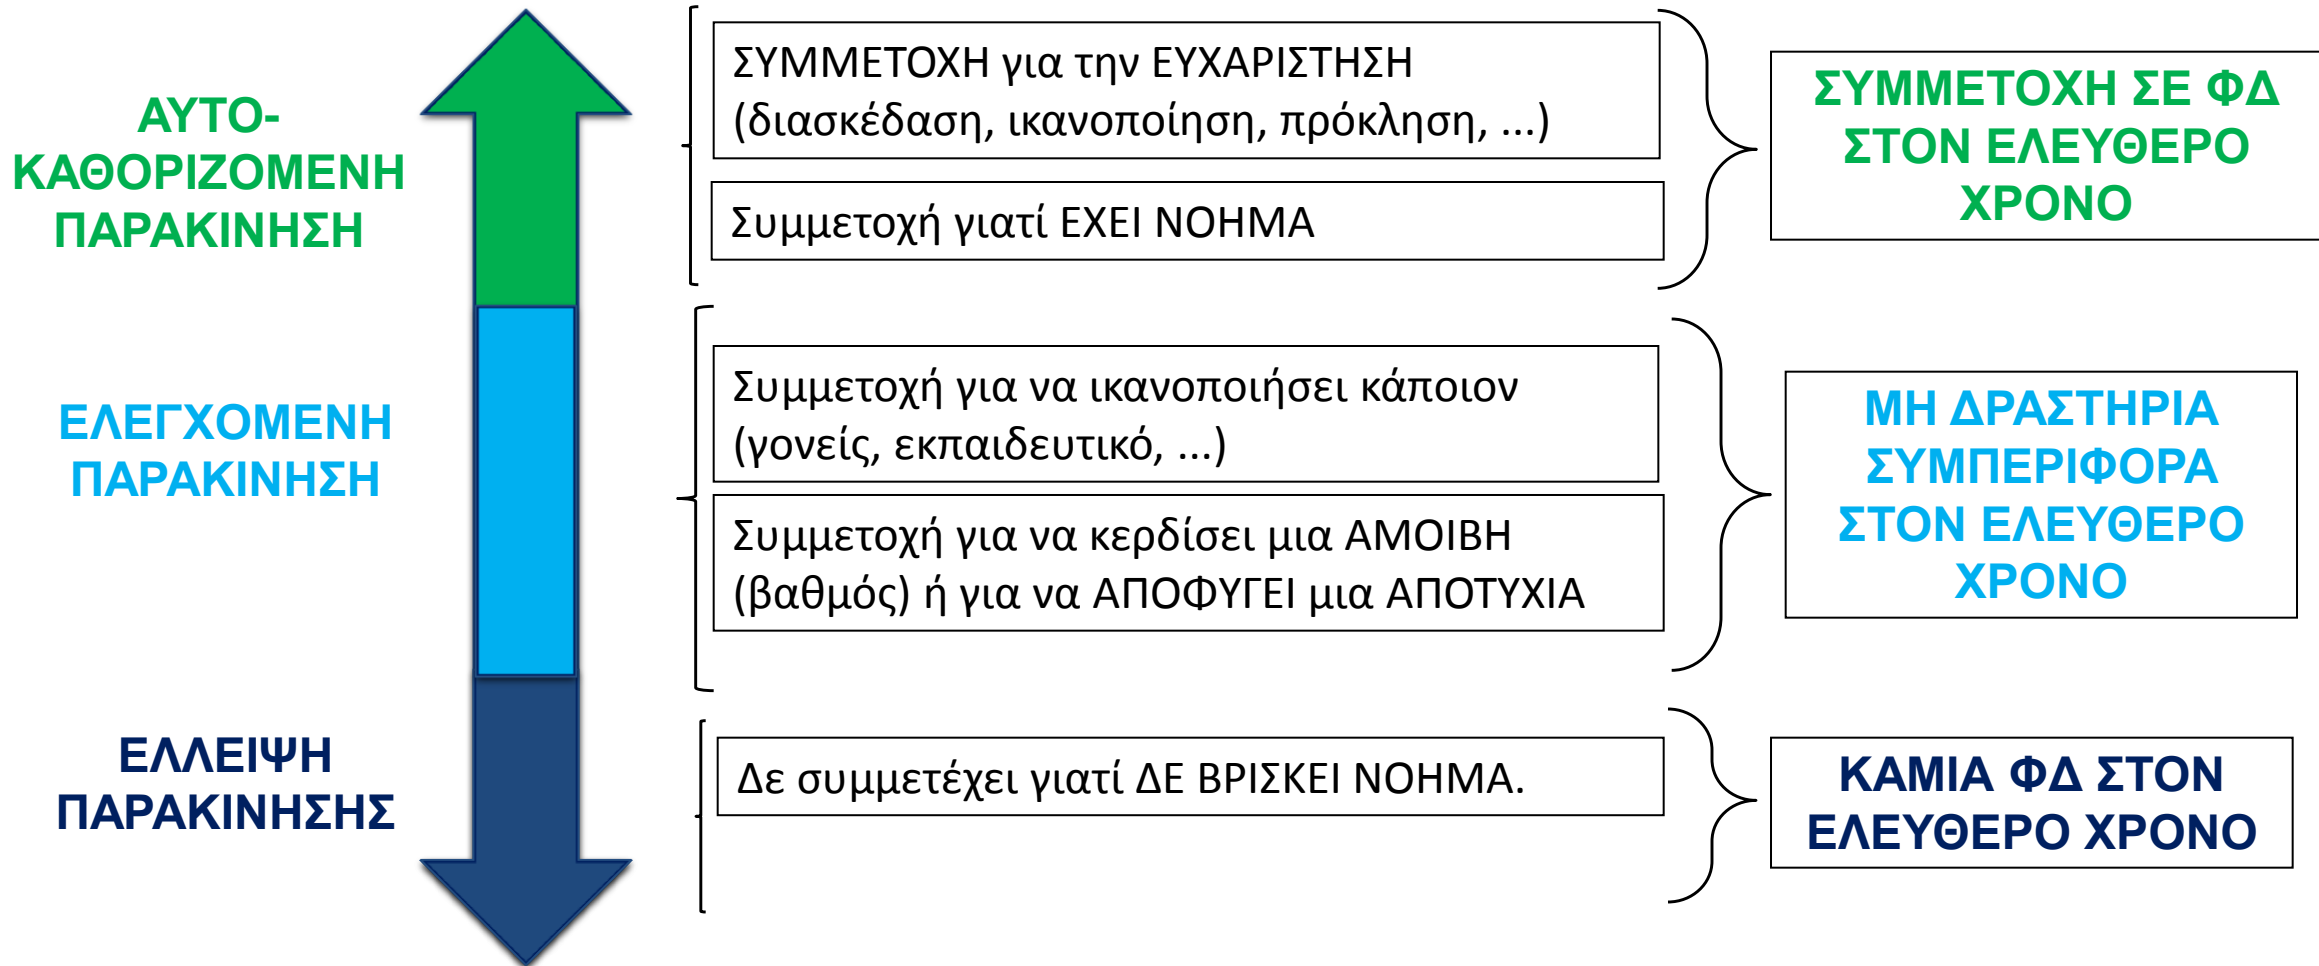 ΑΥΤΟ-
ΚΑΘΟΡΙΖΟΜΕΝΗ
ΠΑΡΑΚΙΝΗΣΗ
ΣΥΜΜΕΤΟΧΗ για την ΕΥΧΑΡΙΣΤΗΣΗ
(διασκέδαση, ικανοποίηση, πρόκληση, ...)
Συμμετοχή γιατί ΕΧΕΙ ΝΟΗΜΑ
ΣΥΜΜΕΤΟΧΗ ΣΕ ΦΔ
ΣΤΟΝ ΕΛΕΥΘΕΡΟ
ΧΡΟΝΟ
ΕΛΕΓΧΟΜΕΝΗ
ΠΑΡΑΚΙΝΗΣΗ
Συμμετοχή για να ικανοποιήσει κάποιον
(γονείς, εκπαιδευτικό, ...)
Συμμετοχή για να κερδίσει μια ΑΜΟΙΒΗ
(βαθμός) ή για να ΑΠΟΦΥΓΕΙ μια ΑΠΟΤΥΧΙΑ
ΜΗ ΔΡΑΣΤΗΡΙΑ
ΣΥΜΠΕΡΙΦΟΡΑ
ΣΤΟΝ ΕΛΕΥΘΕΡΟ
ΧΡΟΝΟ
ΕΛΛΕΙΨΗ
ΠΑΡΑΚΙΝΗΣΗΣ
Δε συμμετέχει γιατί ΔΕ ΒΡΙΣΚΕΙ ΝΟΗΜΑ.
ΚΑΜΙΑ ΦΔ ΣΤΟΝ
ΕΛΕΥΘΕΡΟ ΧΡΟΝΟ